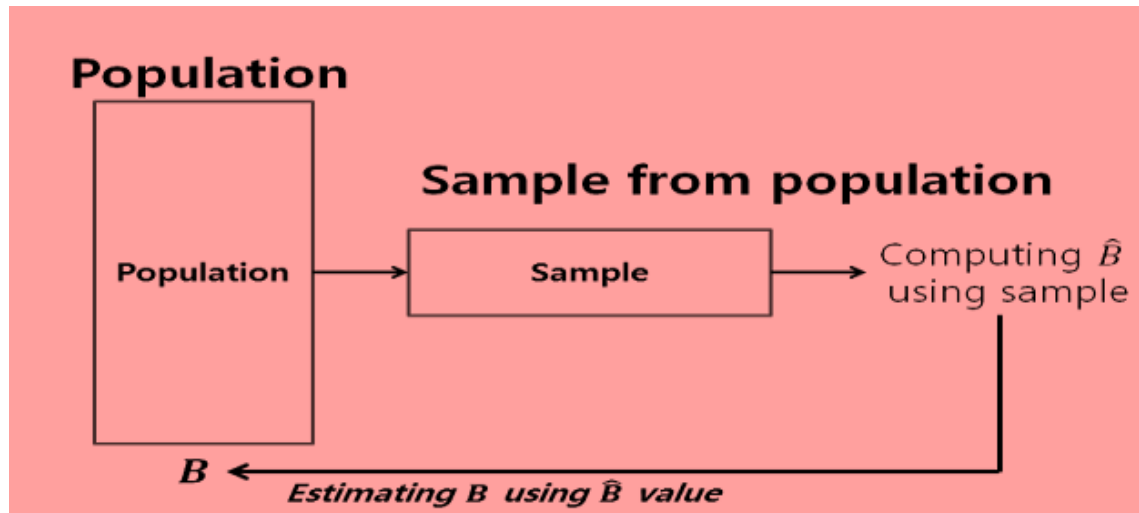 Population
Sample from population
Population
Sample
Computing B̂
using sample
B
Estimating B using B̂ value